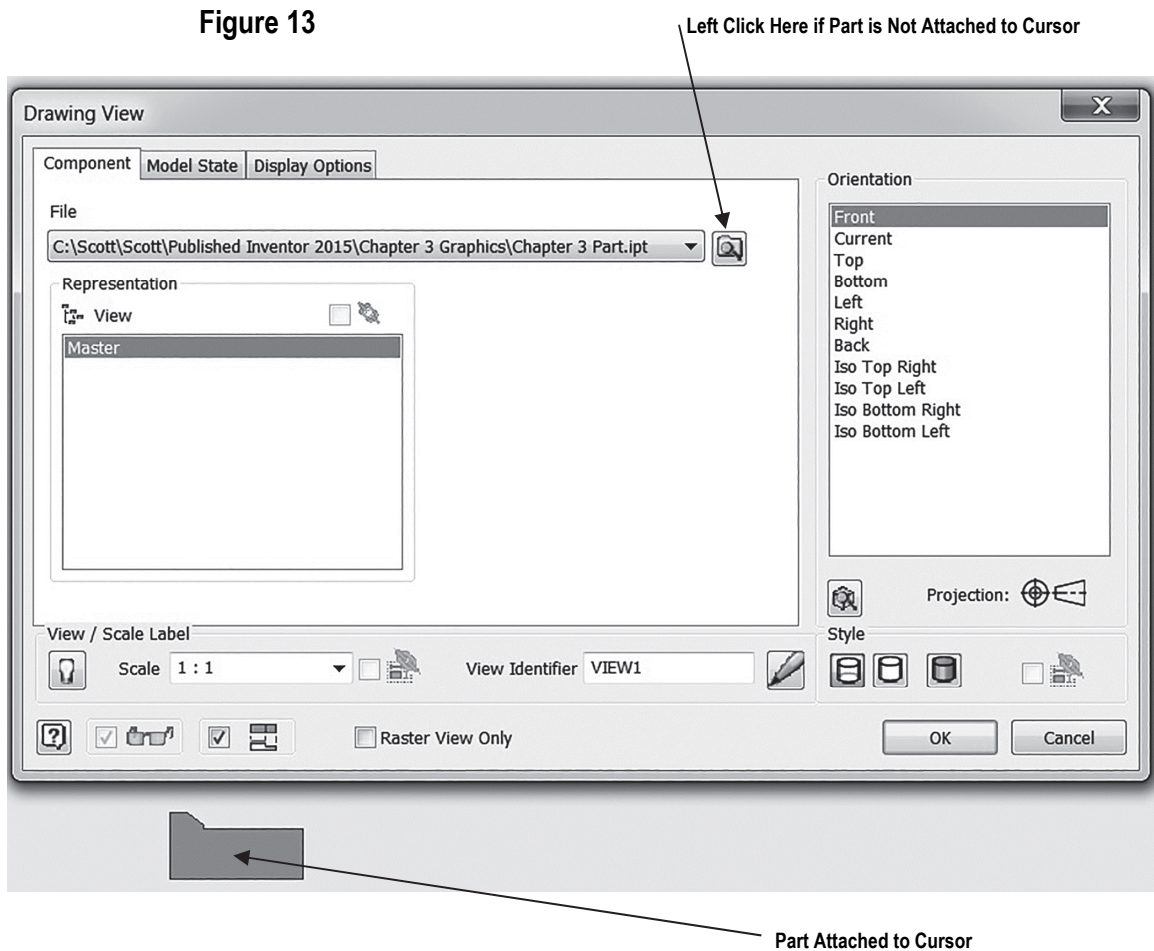 Figure 13
Left Click Here if Part is Not Attached to Cursor
Drawing View
Component Model State Display Options
File
C:\Scott\Scott\Published Inventor 2015\Chapter 3 Graphics\Chapter 3 Part.ipt
Representation
View
Master
Orientation
Front
Current
Top
Bottom
Left
Right
Back
Iso Top Right
Iso Top Left
Iso Bottom Right
Iso Bottom Left
Projection:
View / Scale Label
Scale 1 : 1 View Identifier VIEW1
Style
Raster View Only
OK Cancel
Part Attached to Cursor